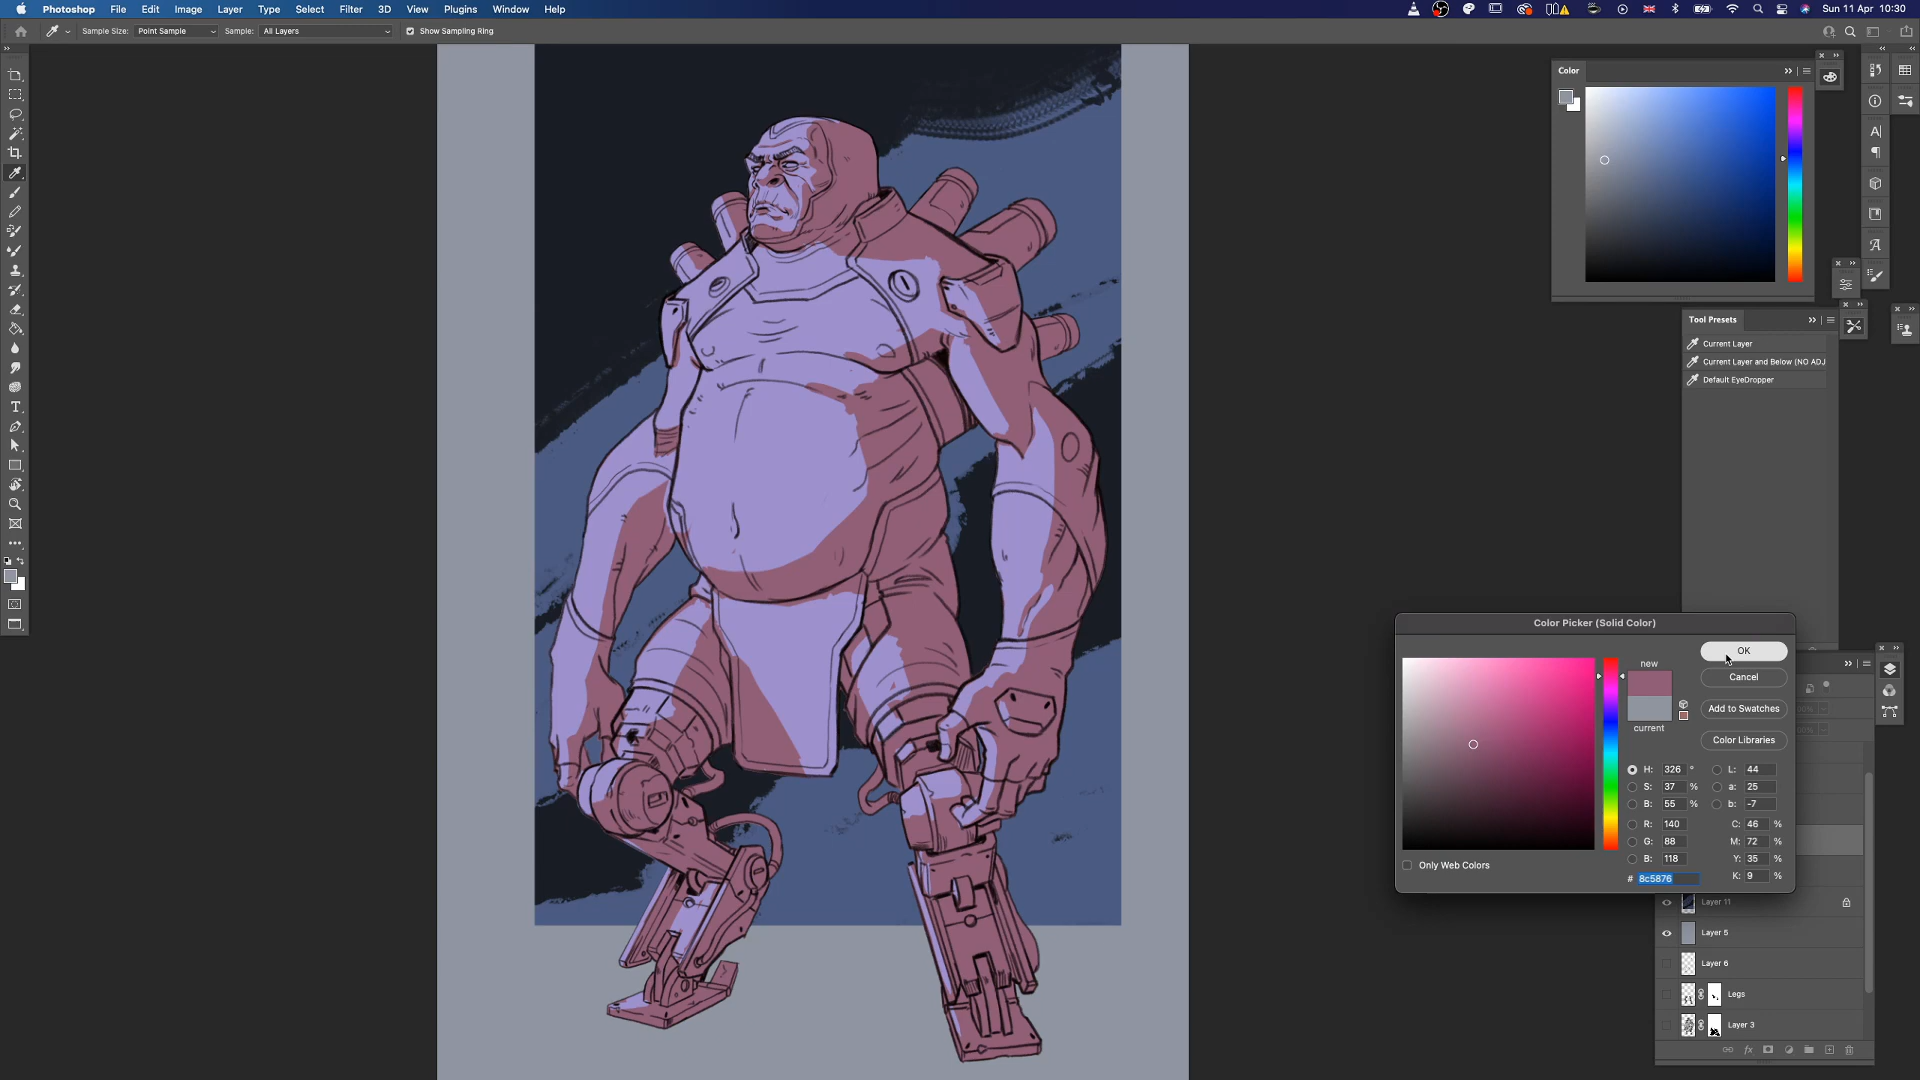 Photoshop File Edit Image Layer Type Select Filter 3D View Plugins Window Help Sun 11 Apr 10:30
Sample Size: Point Sample Sample: All Layers Show Sampling Ring
Color
Tool Presets
Current Layer
Current Layer and Below (NO ADJ
Default EyeDropper
Color Picker (Solid Color)
new
current
OK
Cancel
Add to Swatches
Color Libraries
H: 326 ° L: 44
S: 37 % a: 25
B: 55 % b: -7
R: 140 C: 46 %
G: 88 M: 72 %
B: 118 Y: 35 %
# 8c5876 K: 9 %
Only Web Colors
Layer 11
Layer 5
Layer 6
Legs
Layer 3